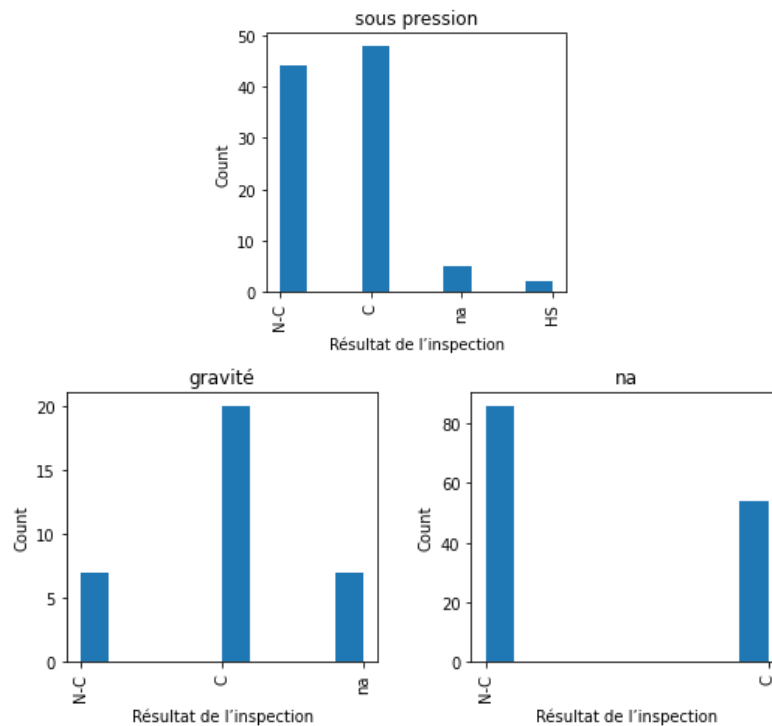 sous pression
50
40
30
20
10
0
Count
N-C
C
na
HS
Résultat de l’inspection
gravité
20
15
10
5
0
Count
N-C
C
na
Résultat de l’inspection
na
80
60
40
20
0
Count
N-C
C
Résultat de l’inspection